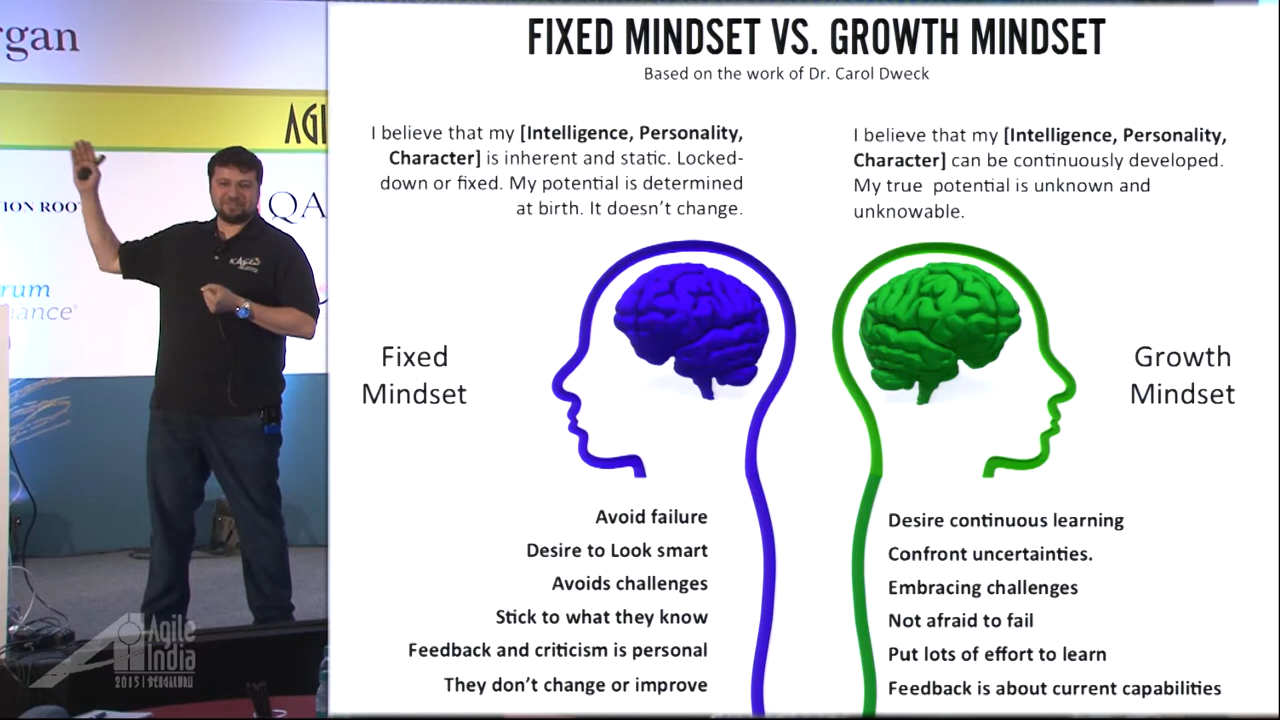 rgan
AGI
TION ROOT
QA
rum
iance®
Agile
India
2015 | BENGALURU
FIXED MINDSET VS. GROWTH MINDSET
Based on the work of Dr. Carol Dweck
I believe that my [Intelligence, Personality,
Character] is inherent and static. Locked-
down or fixed. My potential is determined
at birth. It doesn’t change.
I believe that my [Intelligence, Personality,
Character] can be continuously developed.
My true potential is unknown and
unknowable.
Fixed
Mindset
Growth
Mindset
Avoid failure
Desire to Look smart
Avoids challenges
Stick to what they know
Feedback and criticism is personal
They don’t change or improve
Desire continuous learning
Confront uncertainties.
Embracing challenges
Not afraid to fail
Put lots of effort to learn
Feedback is about current capabilities